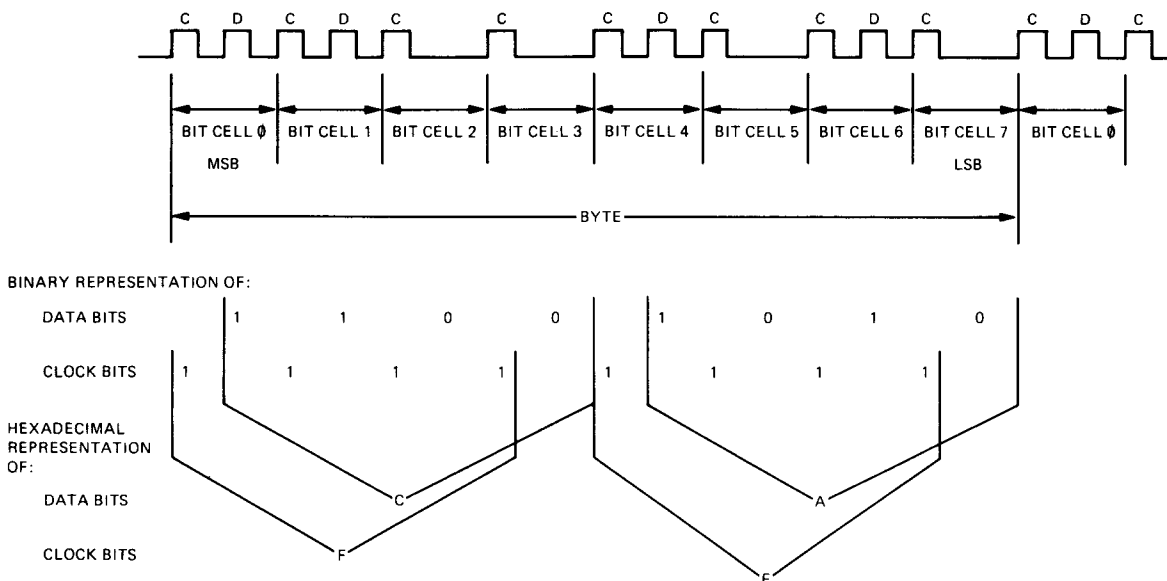 C D C D C C C D C C D C C D C
BIT CELL 0 BIT CELL 1 BIT CELL 2 BIT CELL 3 BIT CELL 4 BIT CELL 5 BIT CELL 6 BIT CELL 7 BIT CELL 0
MSB LSB
BYTE
BINARY REPRESENTATION OF:
DATA BITS 1 1 0 0 1 0 1 0
CLOCK BITS 1 1 1 1 1 1 1 1
HEXADECIMAL
REPRESENTATION
OF:
DATA BITS C A
CLOCK BITS F
F